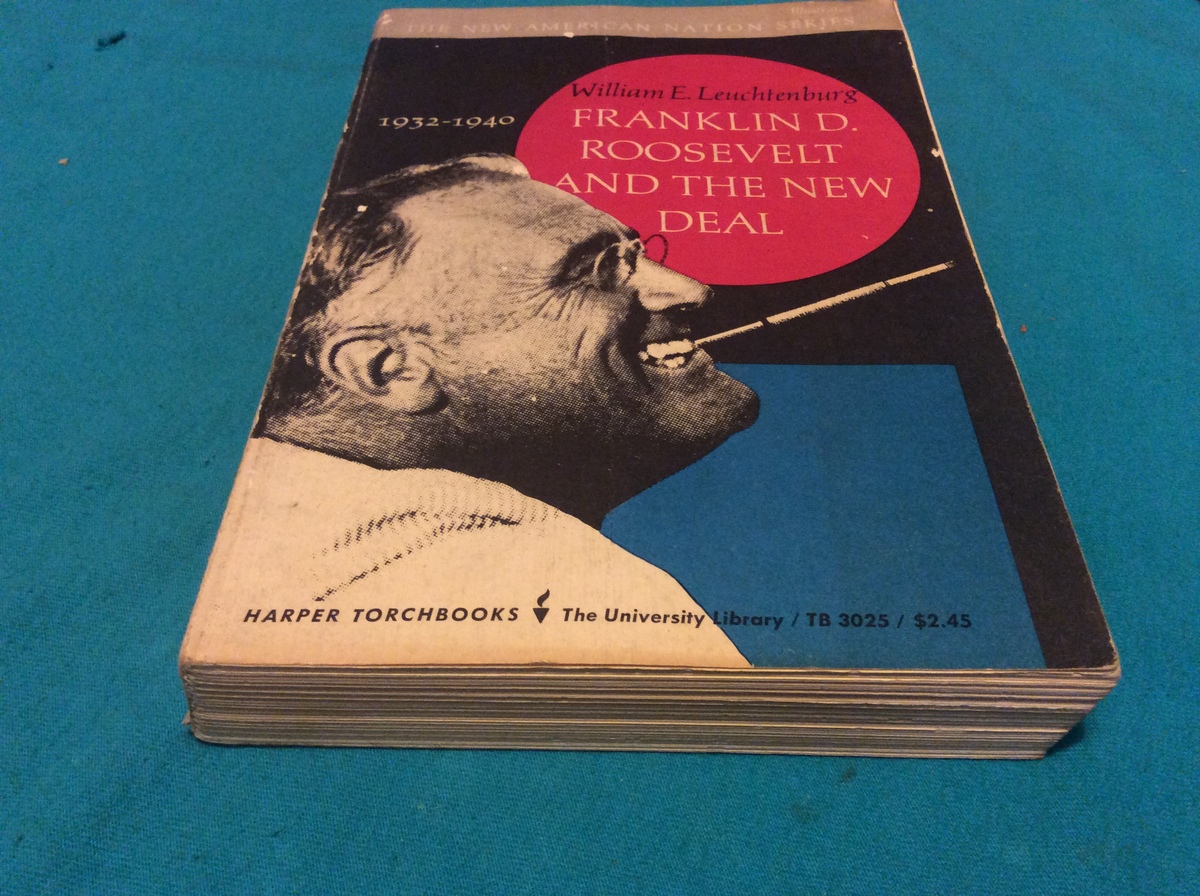 THE NEW AMERICAN NATION SERIES
William E. Leuchtenburg
1932-1940
FRANKLIN D.
ROOSEVELT
AND THE NEW
DEAL
HARPER TORCHBOOKS The University Library / TB 3025 / $2.45